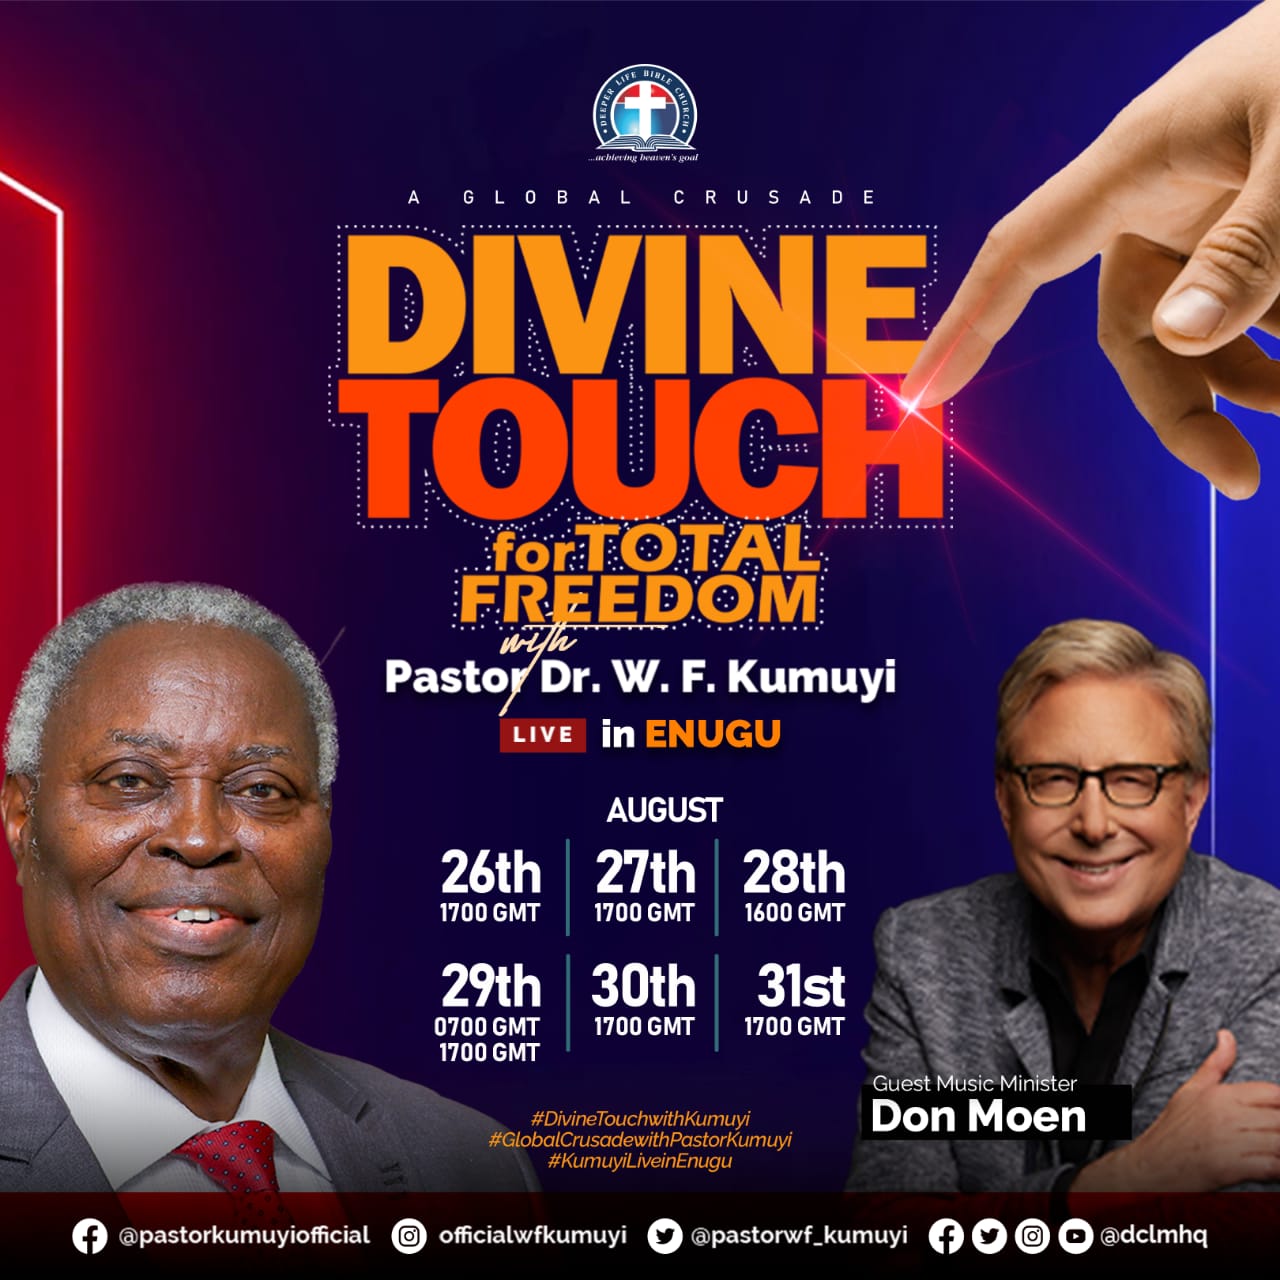 DEEPER LIFE BIBLE CHURCH
...achieving heaven's goal
A GLOBAL CRUSADE
DIVINE
TOUCH
for TOTAL
FREEDOM
with
Pastor Dr. W. F. Kumuyi
LIVE in ENUGU
AUGUST
26th 27th 28th
1700 GMT 1700 GMT 1600 GMT
29th 30th 31st
0700 GMT 1700 GMT 1700 GMT
1700 GMT
Guest Music Minister
Don Moen
#DivineTouchwithKumuyi
#GlobalCrusadewithPastorKumuyi
#KumuyiLiveinEnugu
@pastorkumuyiofficial officialwfkumuyi @pastorwf_kumuyi @dclmhq